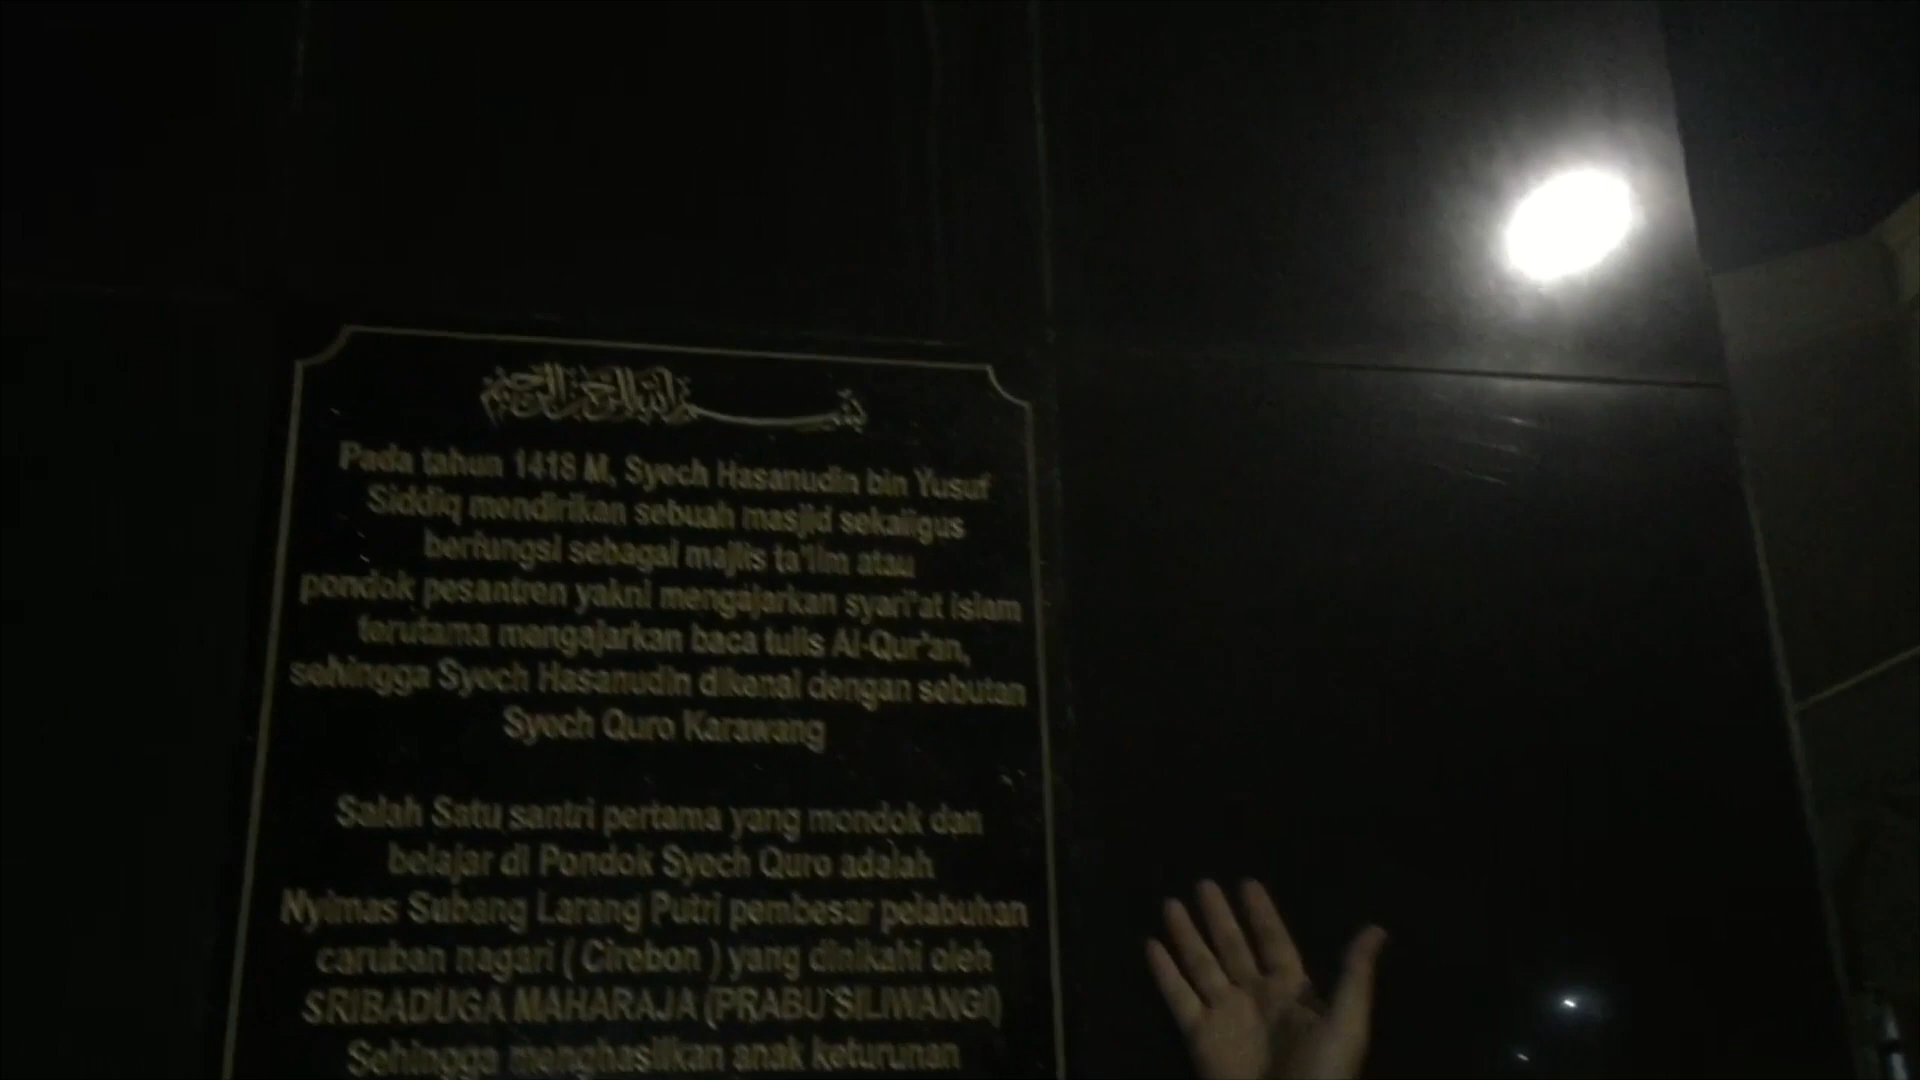 بسم الله الرحمن الرحيم
Pada tahun 1418 M, Syech Hasanudin bin Yusuf
Siddiq mendirikan sebuah masjid sekaligus
berfungsi sebagai majlis ta'lim atau
pondok pesantren yakni mengajarkan syari'at islam
terutama mengajarkan baca tulis Al-Qur'an,
sehingga Syech Hasanudin dikenal dengan sebutan
Syech Quro Karawang
Salah Satu santri pertama yang mondok dan
belajar di Pondok Syech Quro adalah
Nyimas Subang Larang Putri pembesar pelabuhan
caruban nagari ( Cirebon ) yang dinikahi oleh
SRIBADUGA MAHARAJA (PRABU SILIWANGI)
Sehingga menghasilkan anak keturunan